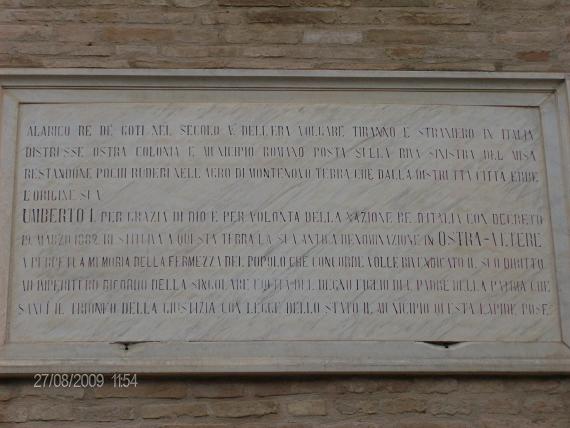 ALARICO RE DE' GOTI NEL SECOLO V. DELL'ERA VOLGARE TIRANNO E STRANIERO IN ITALIA
DISTRUSSE OSTRA COLONIA E MUNICIPIO ROMANO POSTA SULLA RIVA SINISTRA DEL MISA
RESTANDONE POCHI RUDERI NELL'AGRO DI MONTENOVO TERRA CHE DALLA DISTRUTTA CITTÀ EBBE
L'ORIGINE SUA
UMBERTO I. PER GRAZIA DI DIO E PER VOLONTÀ DELLA NAZIONE RE D'ITALIA CON DECRETO
19 MARZO 1882 RESTITUIVA A QUESTA TERRA LA SUA ANTICA DENOMINAZIONE IN OSTRA-VETERE
A PERPETUA MEMORIA DELLA FERMEZZA DEL POPOLO CHE CONCORDE VOLLE RIVENDICATO IL SUO DIRITTO
AD IMPERITURO RICORDO DELLA SINGOLARE EQUITÀ DEL DEGNO FIGLIO DEL PADRE DELLA PATRIA CHE
SANCÌ IL TRIONFO DELLA GIUSTIZIA CON LEGGE DELLO STATO IL MUNICIPIO QUESTA LAPIDE POSE
27/08/2009 11:54